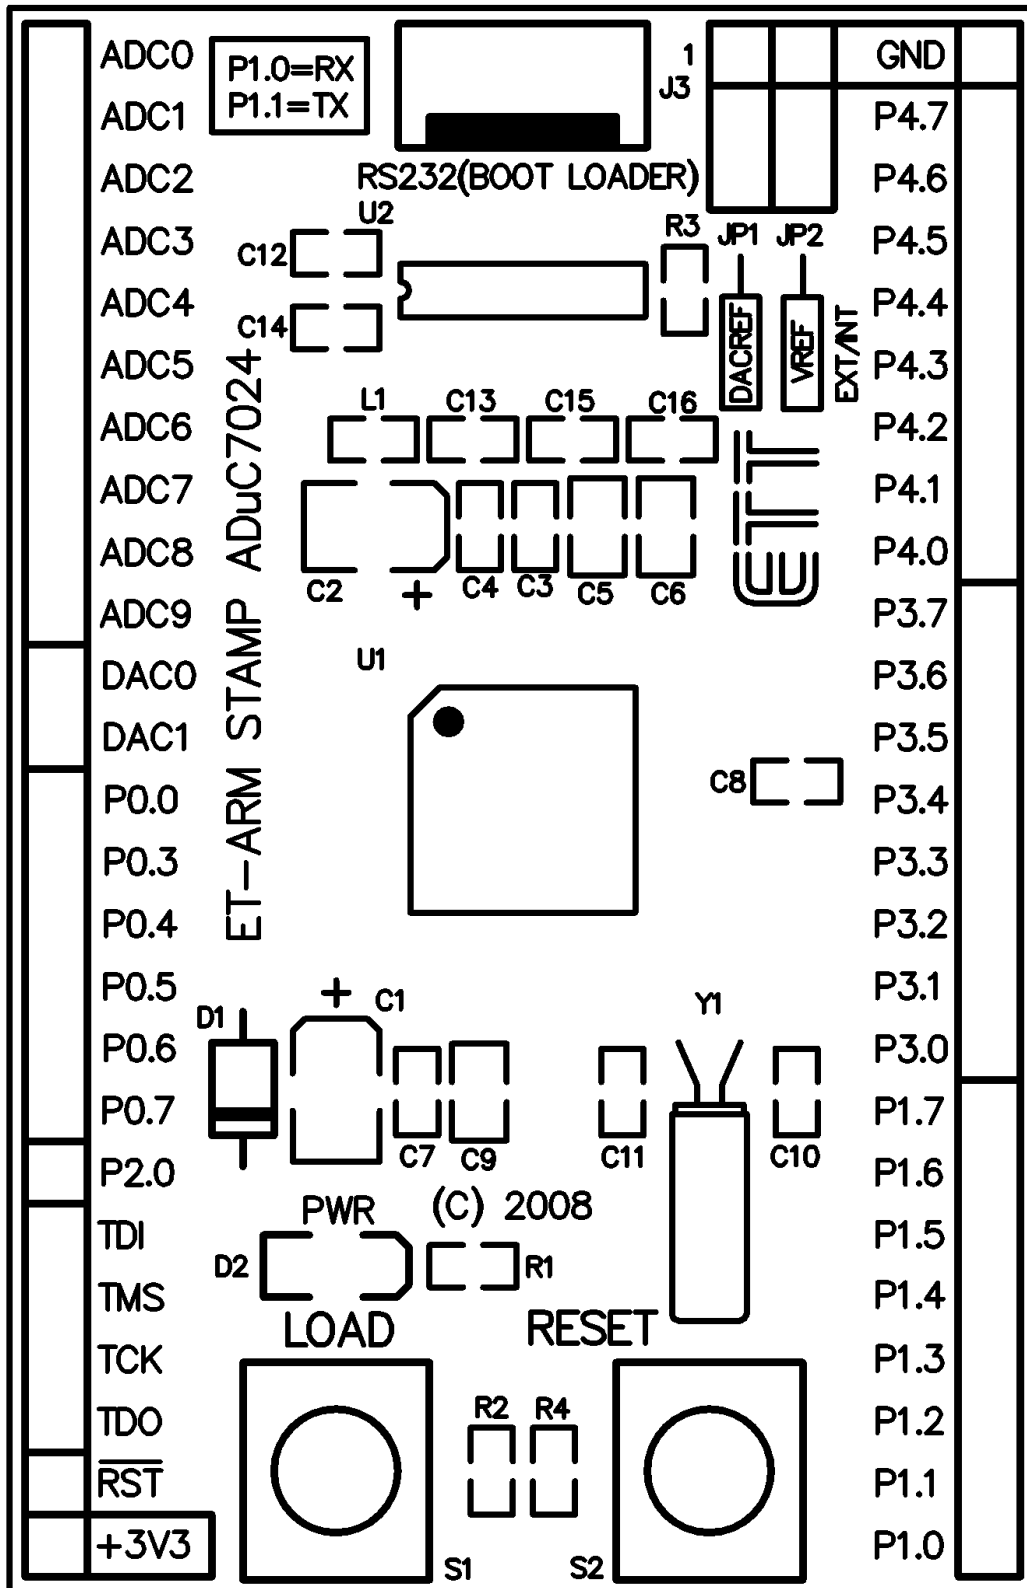 ADC0
ADC1
ADC2
ADC3
ADC4
ADC5
ADC6
ADC7
ADC8
ADC9
DAC0
DAC1
P0.0
P0.3
P0.4
P0.5
P0.6
P0.7
P2.0
TDI
TMS
TCK
TDO
RST
+3V3
P1.0=RX
P1.1=TX
1
J3
RS232(BOOT LOADER)
U2
C12
C14
R3
JP1
JP2
DACREF
VREF
EXT/INT
ET-ARM STAMP ADuC7024
L1
C13
C15
C16
ETT
C2
+
C4
C3
C5
C6
U1
C8
+
D1
C1
Y1
C7
C9
C11
C10
PWR
(C) 2008
D2
R1
LOAD
RESET
R2
R4
S1
S2
GND
P4.7
P4.6
P4.5
P4.4
P4.3
P4.2
P4.1
P4.0
P3.7
P3.6
P3.5
P3.4
P3.3
P3.2
P3.1
P3.0
P1.7
P1.6
P1.5
P1.4
P1.3
P1.2
P1.1
P1.0